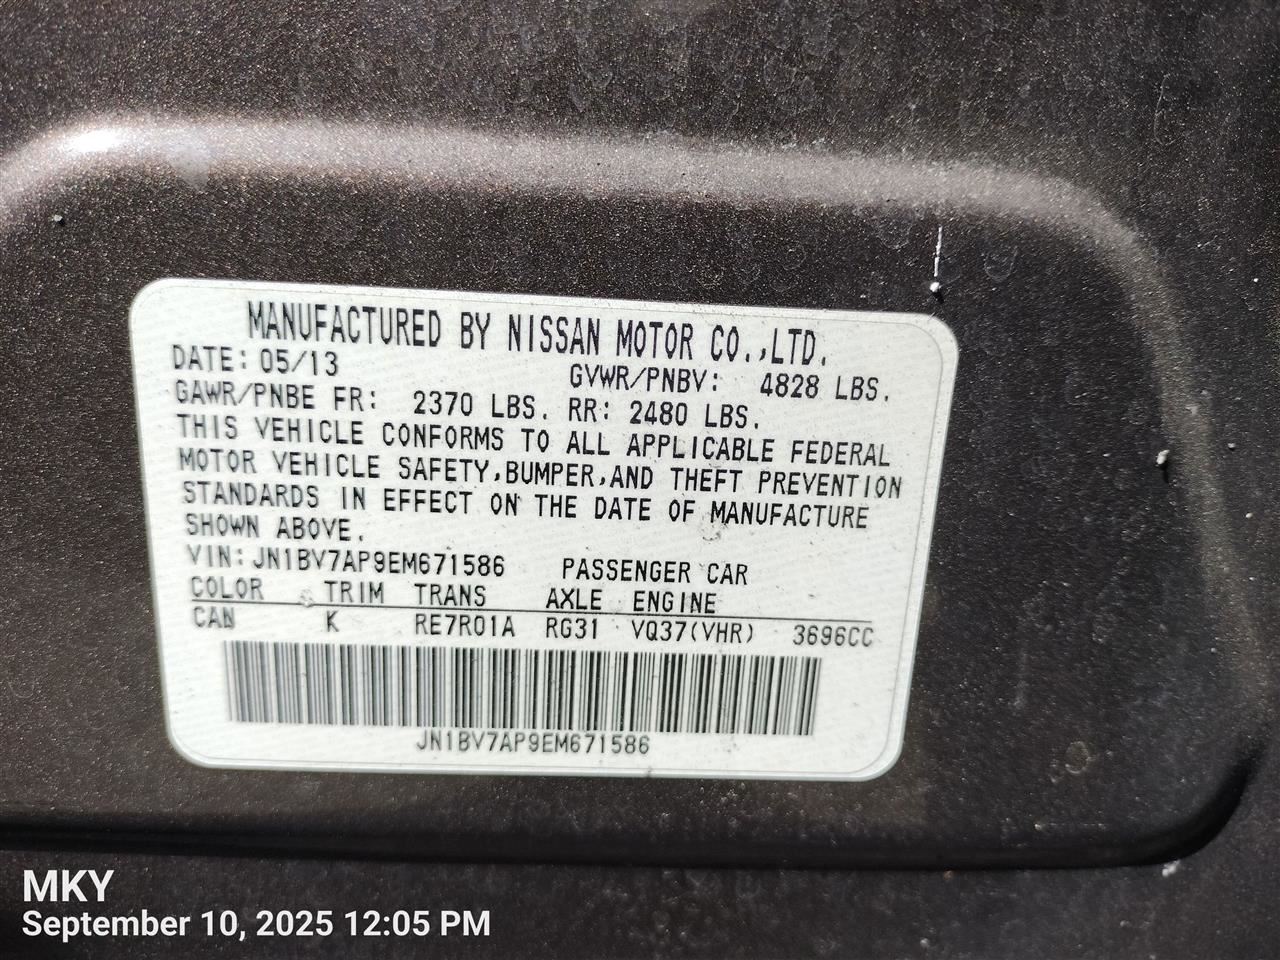 MANUFACTURED BY NISSAN MOTOR CO.,LTD.
DATE: 05/13 GVWR/PNBV: 4828 LBS.
GAWR/PNBE FR: 2370 LBS. RR: 2480 LBS.
THIS VEHICLE CONFORMS TO ALL APPLICABLE FEDERAL
MOTOR VEHICLE SAFETY,BUMPER,AND THEFT PREVENTION
STANDARDS IN EFFECT ON THE DATE OF MANUFACTURE
SHOWN ABOVE.
VIN: JN1BV7AP9EM671586 PASSENGER CAR
COLOR TRIM TRANS AXLE ENGINE
CAN K RE7R01A RG31 VQ37(VHR) 3696CC
JN1BV7AP9EM671586
MKY
September 10, 2025 12:05 PM